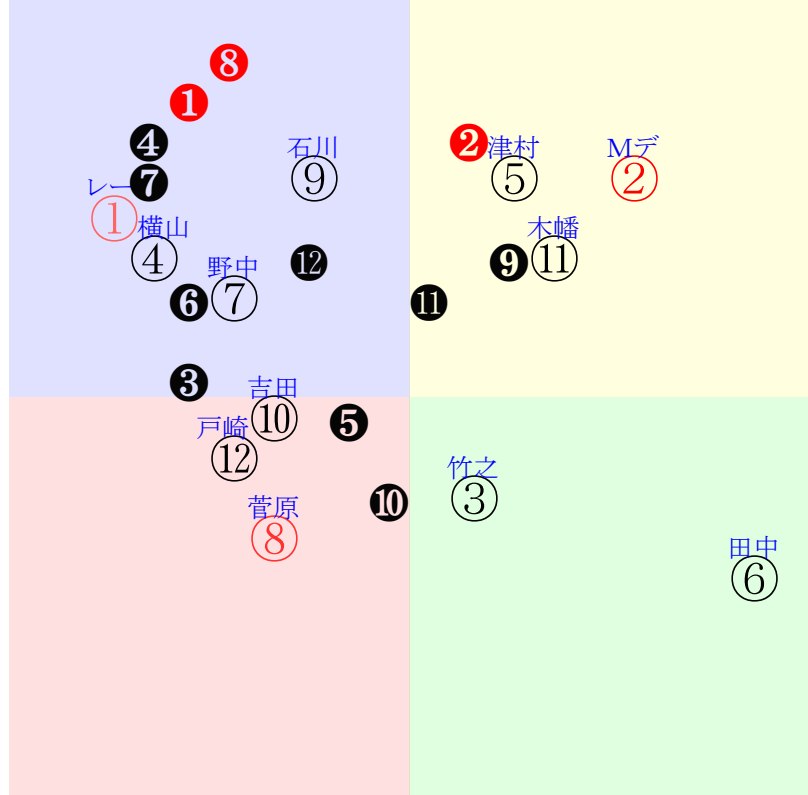 ❽
❶
❹ 石川 ❷ 津村 Mデ
レー ❼ ⑨ ⑤ ②
① 横山 木幡
④ 野中 ⑫ ❾ ⑪
❻ ⑦ ⓫
❸ 吉田
戸崎 ⑩ ❺
⑫ 竹之
菅原 ❿ ③
⑧ 田中
⑥